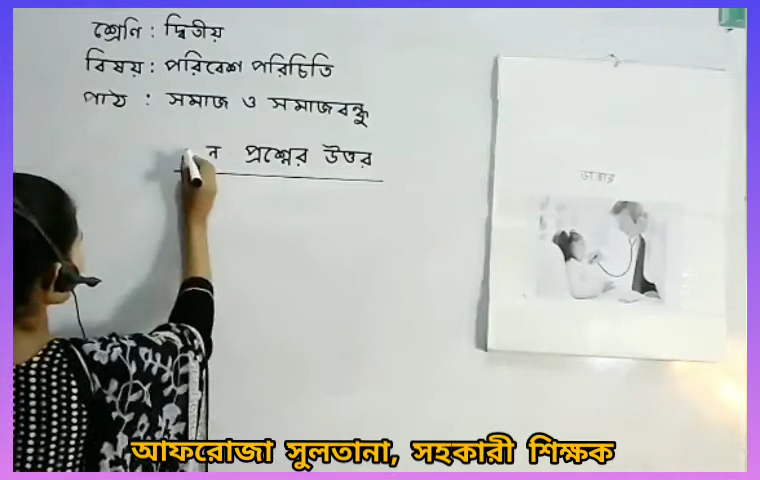 শ্রেণি : দ্বিতীয়
বিষয় : পরিবেশ পরিচিতি
পাঠ : সমাজ ও সমাজবন্ধু
ন প্রশ্নের উত্তর
ডাক্তার
আফরোজা সুলতানা, সহকারী শিক্ষক